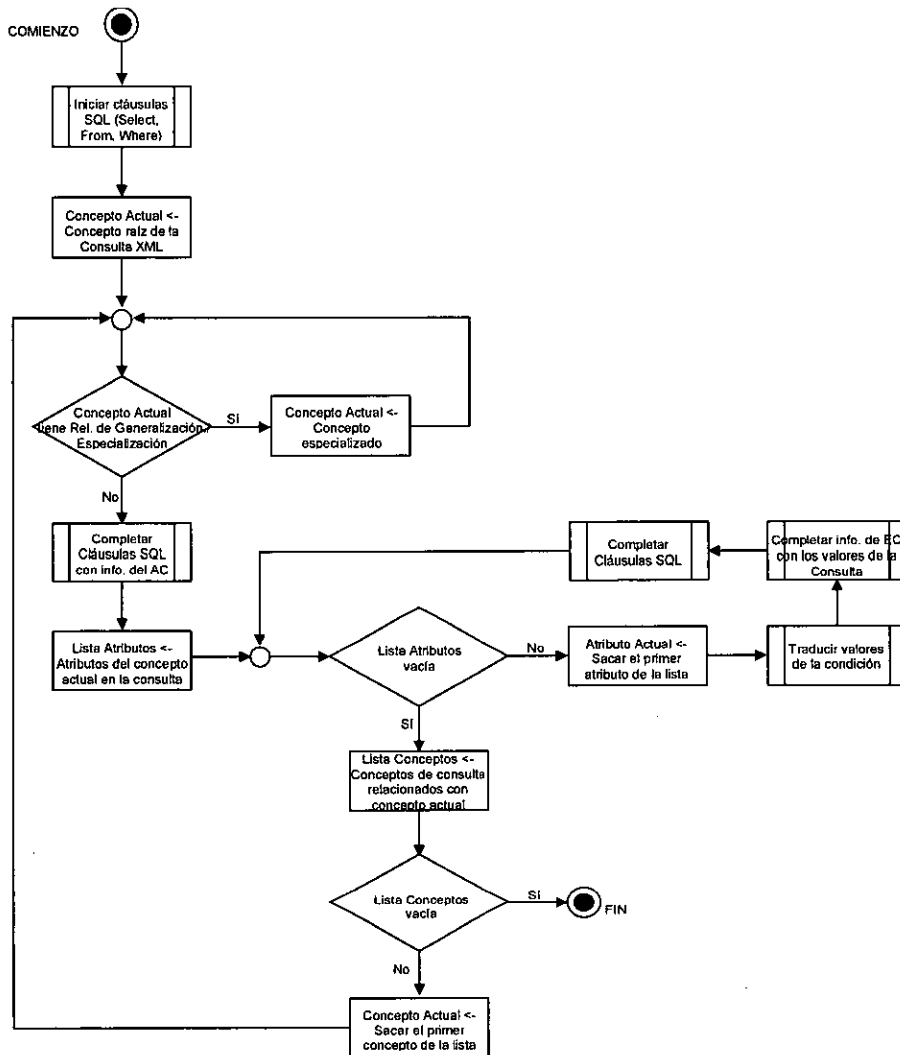 COMIENZO
Iniciar cláusulas
SQL (Select,
From, Where)
Concepto Actual <-
Concepto raíz de la
Consulta XML
Concepto Actual
tiene Rel. de Generalización,
Especialización
Sí
Concepto Actual <-
Concepto
especializado
No
Completar
Cláusulas SQL
con info. del AC
Completar
Cláusulas SQL
Completar info. de EC
con los valores de la
Consulta
Lista Atributos <-
Atributos del concepto
actual en la consulta
Lista Atributos
vacía
No
Atributo Actual <-
Sacar el primer
atributo de la lista
Traducir valores
de la condición
Sí
Lista Conceptos <-
Conceptos de consulta
relacionados con
concepto actual
Lista Conceptos
vacía
Sí
FIN
No
Concepto Actual <-
Sacar el primer
concepto de la lista